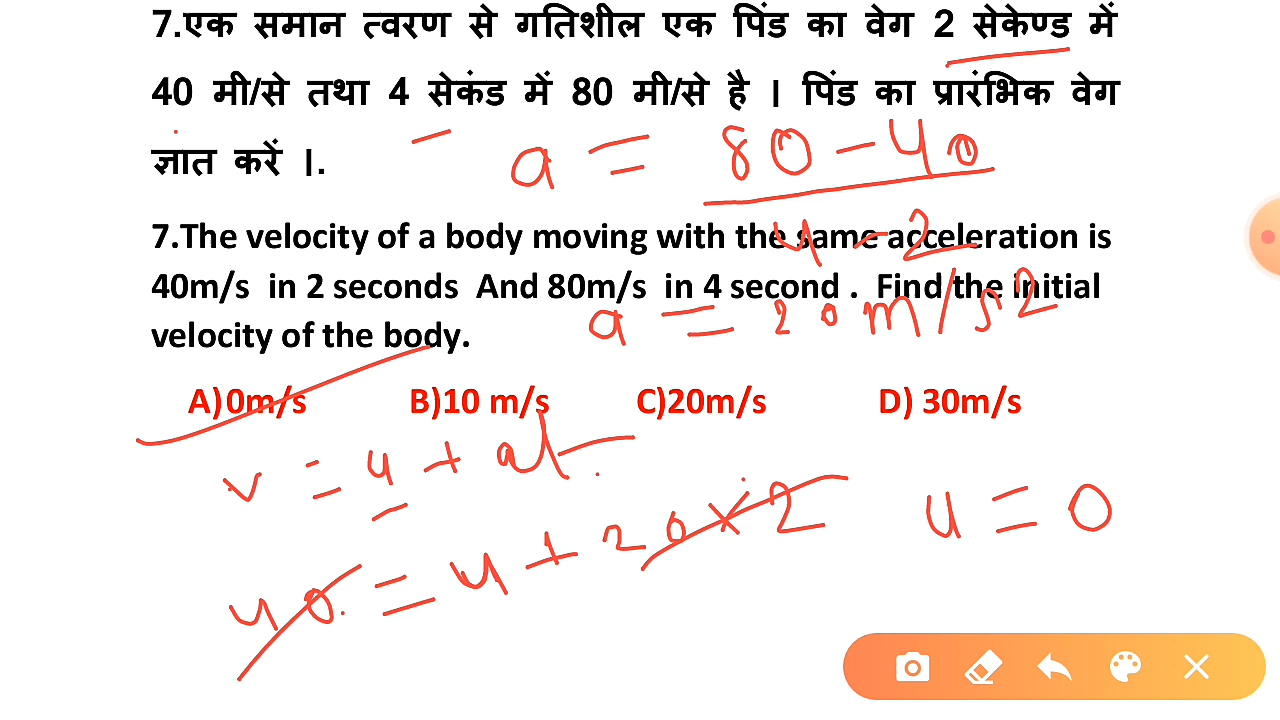 7.एक समान त्वरण से गतिशील एक पिंड का वेग 2 सेकेण्ड में
40 मी/से तथा 4 सेकंड में 80 मी/से है । पिंड का प्रारंभिक वेग
ज्ञात करें ।.
a = 80 - 40
4 - 2
7.The velocity of a body moving with the same acceleration is
40m/s in 2 seconds And 80m/s in 4 second . Find the initial
velocity of the body.
a = 20 m/s2
A)0m/s B)10 m/s C)20m/s D) 30m/s
v = u + at
40 = u + 20 x 2
u = 0